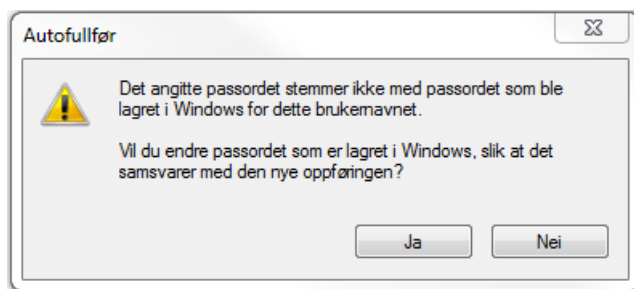 Autofullfør
Det angitte passordet stemmer ikke med passordet som ble
lagret i Windows for dette brukernavnet.
Vil du endre passordet som er lagret i Windows, slik at det
samsvarer med den nye oppføringen?
Ja
Nei